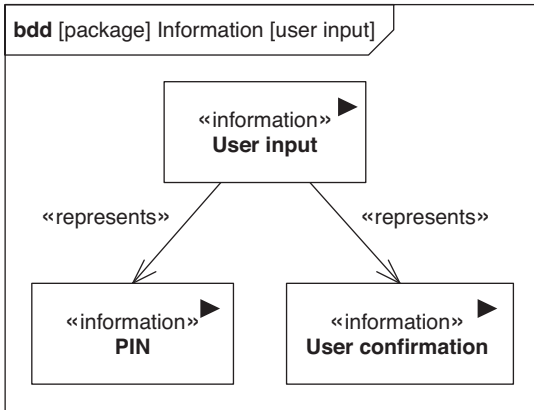 bdd [package] Information [user input]
«information»
User input
«represents» «represents»
«information»
PIN
«information»
User confirmation